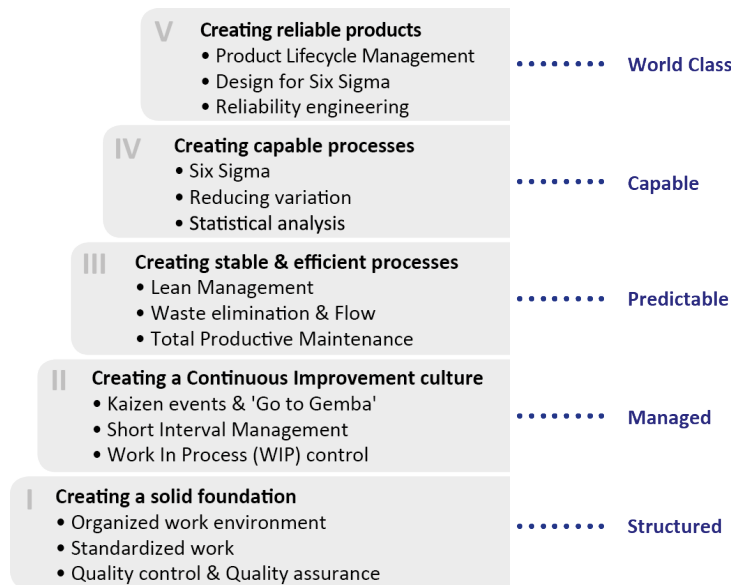 V
Creating reliable products
• Product Lifecycle Management
• Design for Six Sigma
• Reliability engineering
World Class
IV
Creating capable processes
• Six Sigma
• Reducing variation
• Statistical analysis
Capable
III
Creating stable & efficient processes
• Lean Management
• Waste elimination & Flow
• Total Productive Maintenance
Predictable
II
Creating a Continuous Improvement culture
• Kaizen events & 'Go to Gemba'
• Short Interval Management
• Work In Process (WIP) control
Managed
I
Creating a solid foundation
• Organized work environment
• Standardized work
• Quality control & Quality assurance
Structured